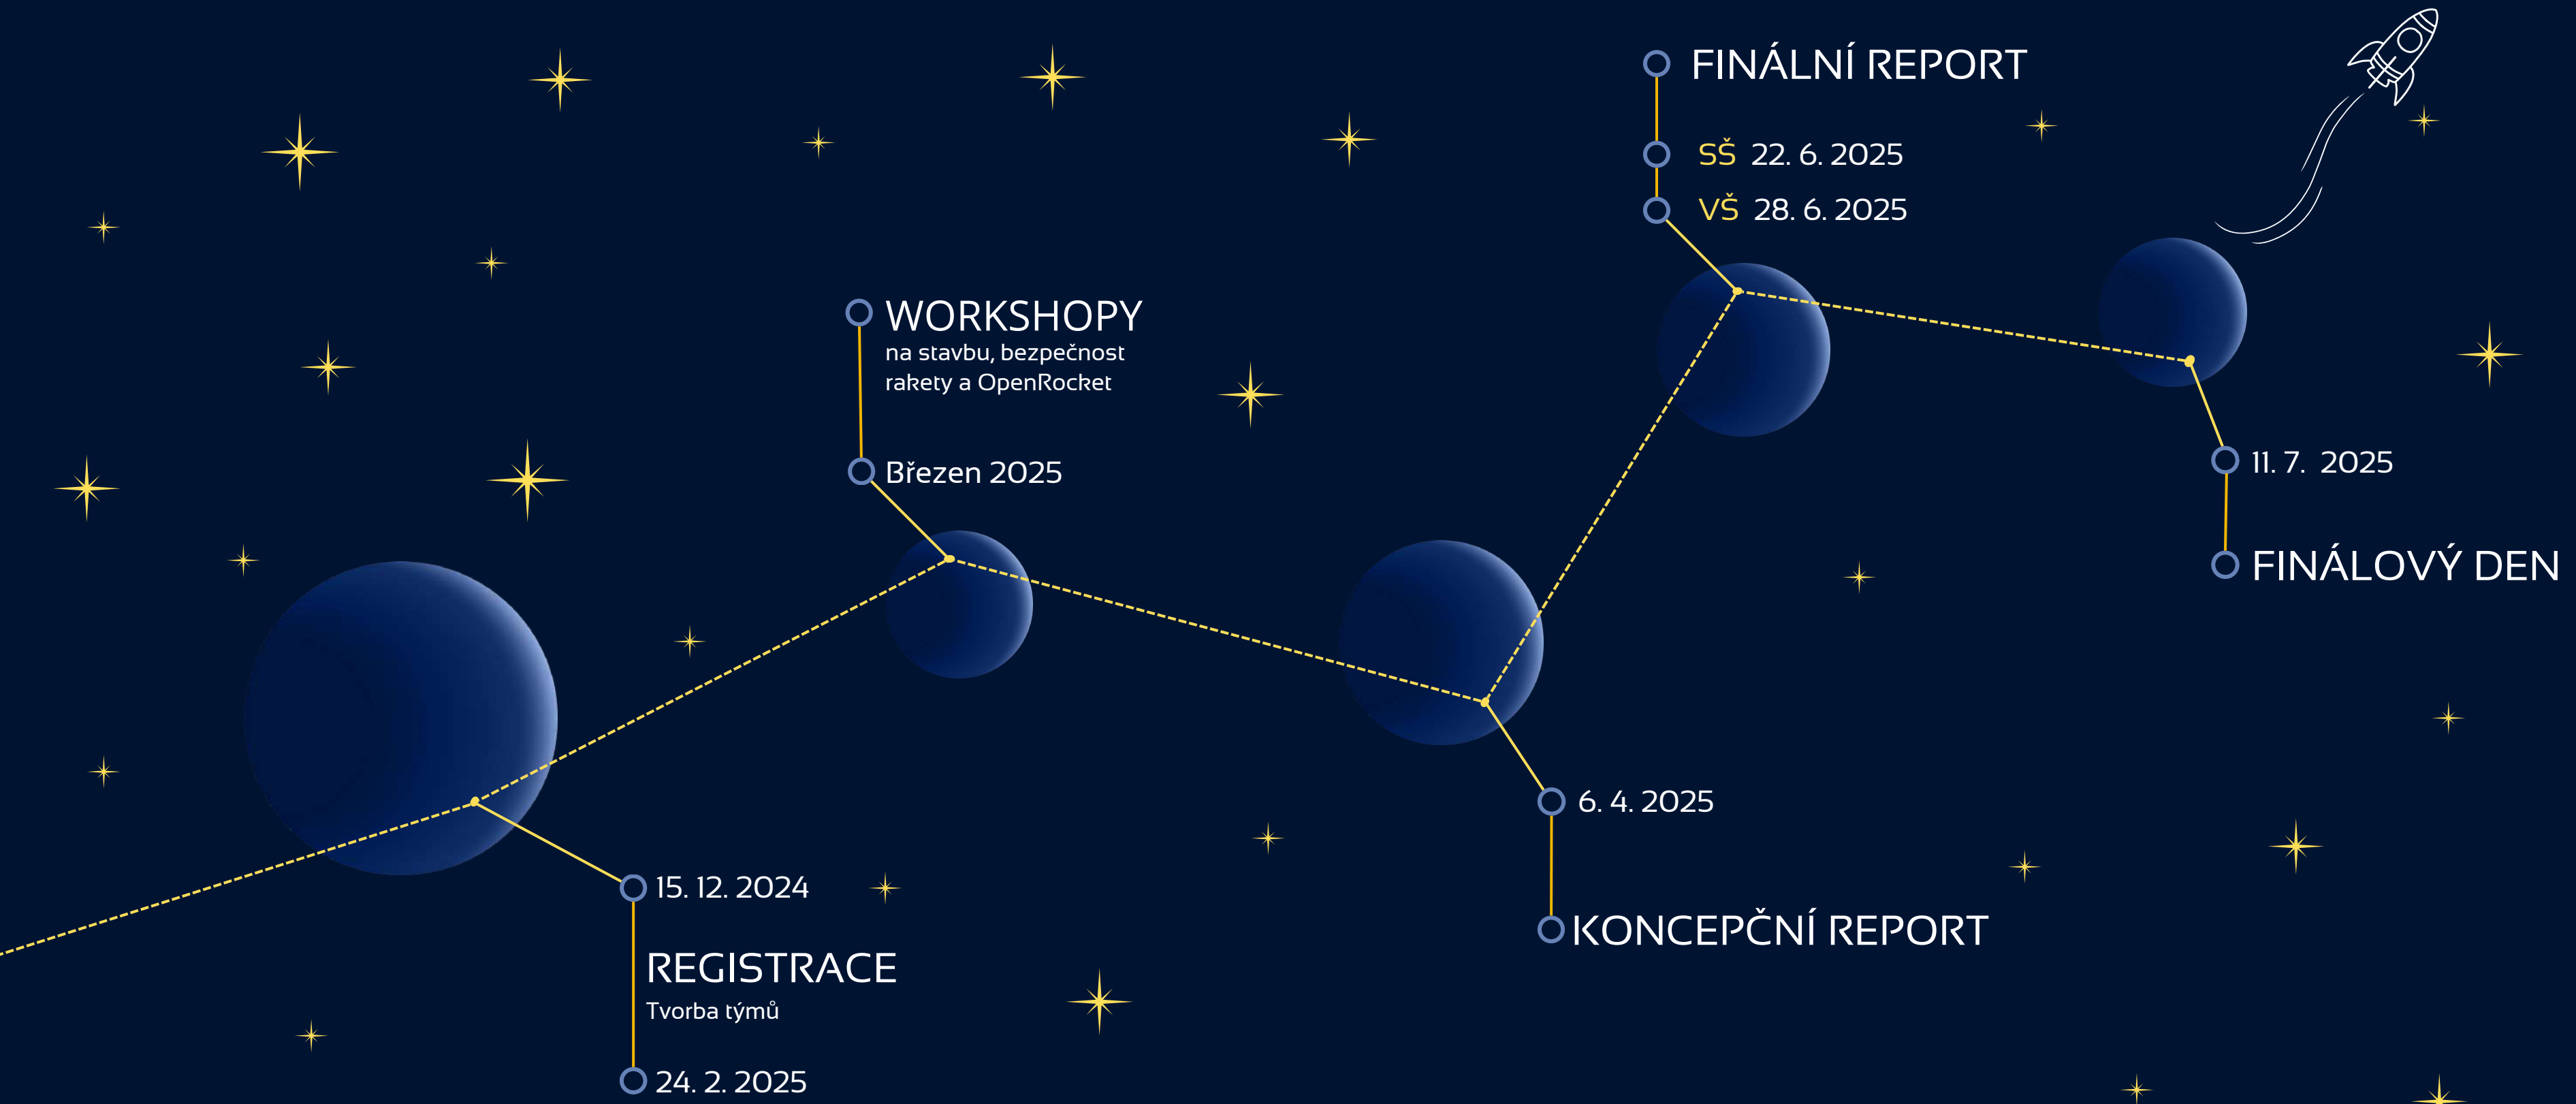 15. 12. 2024
REGISTRACE
Tvorba týmů
24. 2. 2025
WORKSHOPY
na stavbu, bezpečnost
rakety a OpenRocket
Březen 2025
6. 4. 2025
KONCEPČNÍ REPORT
FINÁLNÍ REPORT
SŠ 22. 6. 2025
VŠ 28. 6. 2025
11. 7. 2025
FINÁLOVÝ DEN